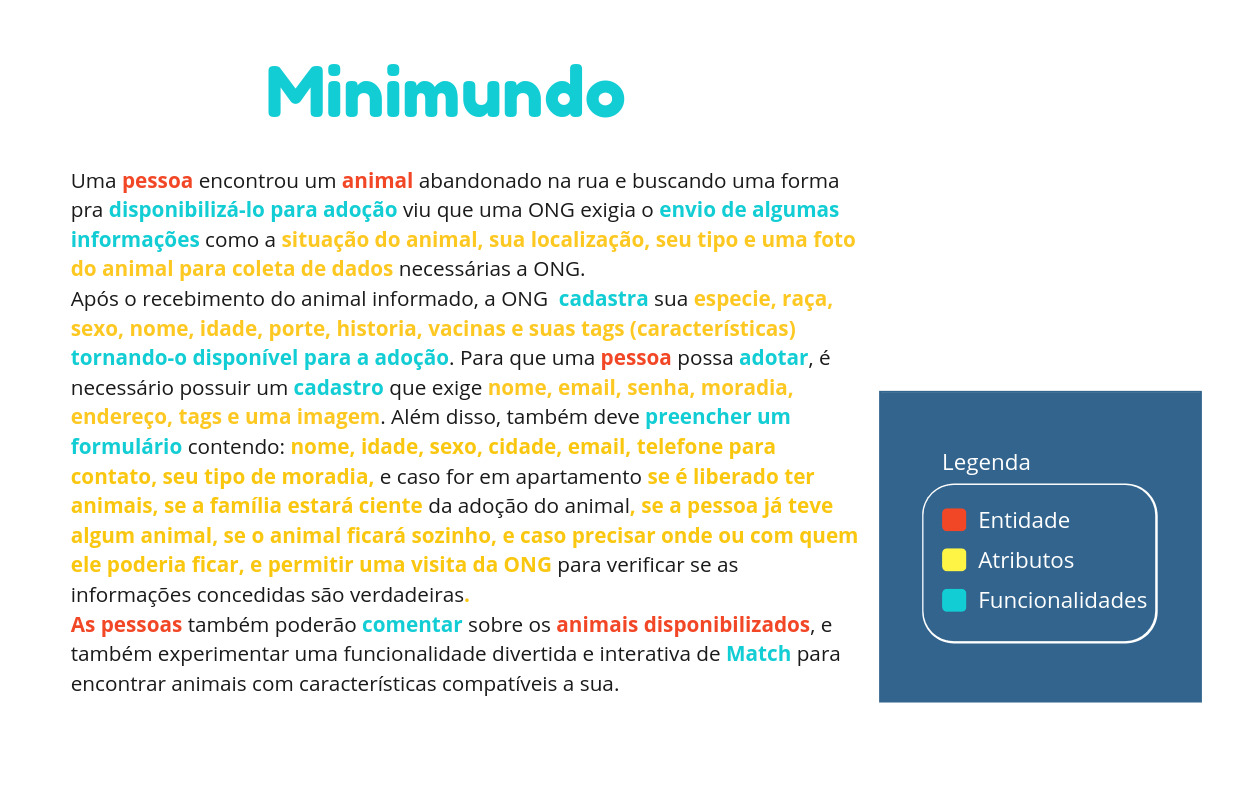 Minimundo
Uma pessoa encontrou um animal abandonado na rua e buscando uma forma
pra disponibilizá-lo para adoção viu que uma ONG exigia o envio de algumas
informações como a situação do animal, sua localização, seu tipo e uma foto
do animal para coleta de dados necessárias a ONG.
Após o recebimento do animal informado, a ONG cadastra sua especie, raça,
sexo, nome, idade, porte, historia, vacinas e suas tags (características)
tornando-o disponível para a adoção. Para que uma pessoa possa adotar, é
necessário possuir um cadastro que exige nome, email, senha, moradia,
endereço, tags e uma imagem. Além disso, também deve preencher um
formulário contendo: nome, idade, sexo, cidade, email, telefone para
contato, seu tipo de moradia, e caso for em apartamento se é liberado ter
animais, se a família estará ciente da adoção do animal, se a pessoa já teve
algum animal, se o animal ficará sozinho, e caso precisar onde ou com quem
ele poderia ficar, e permitir uma visita da ONG para verificar se as
informações concedidas são verdadeiras.
As pessoas também poderão comentar sobre os animais disponibilizados, e
também experimentar uma funcionalidade divertida e interativa de Match para
encontrar animais com características compatíveis a sua.
Legenda
Entidade
Atributos
Funcionalidades